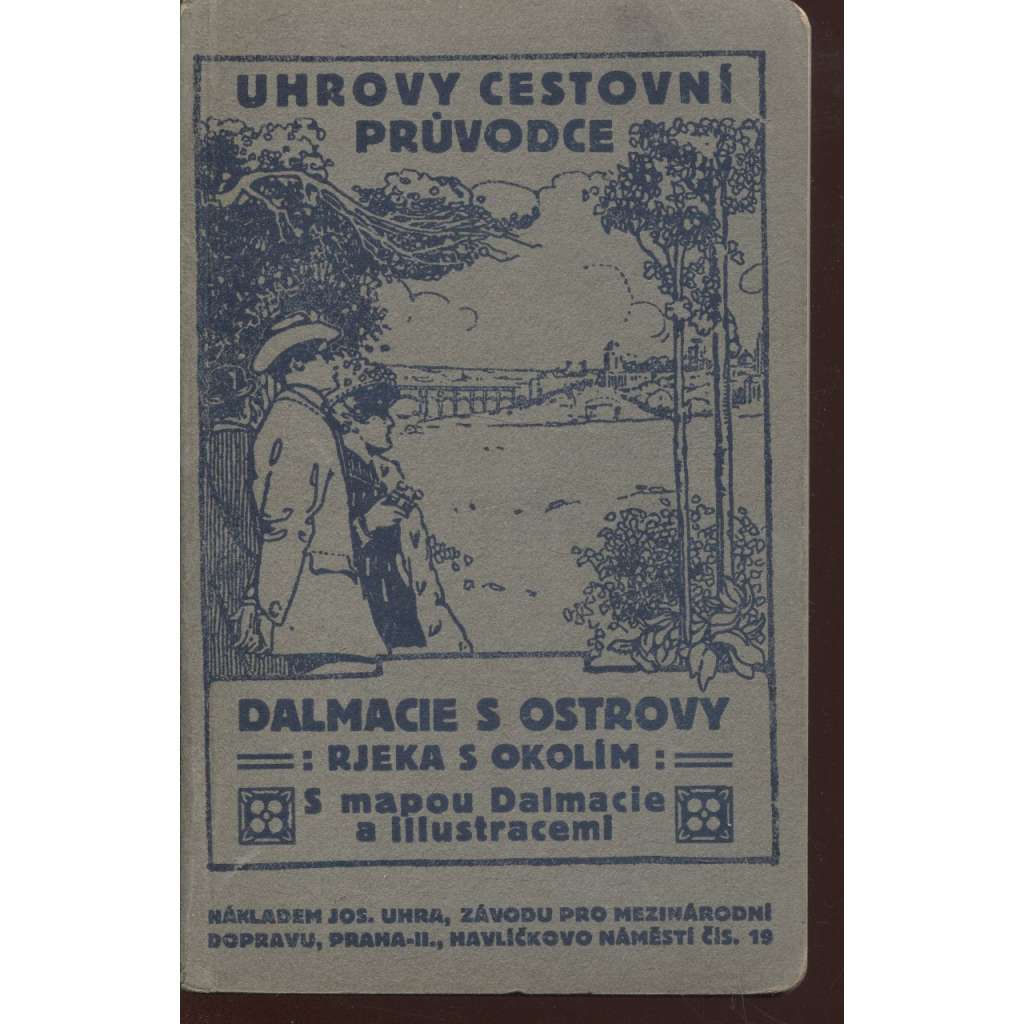 UHROVY CESTOVNÍ
PRŮVODCE
DALMACIE S OSTROVY
: RJEKA S OKOLÍM :
S mapou Dalmacie
a illustracemi
NÁKLADEM JOS. UHRA, ZÁVODU PRO MEZINÁRODNÍ
DOPRAVU, PRAHA-II., HAVLÍČKOVO NÁMĚSTÍ ČÍS. 19